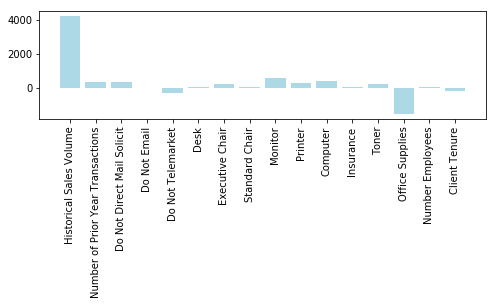 4000
2000
0
Historical Sales Volume
Number of Prior Year Transactions
Do Not Direct Mail Solicit
Do Not Email
Do Not Telemarket
Desk
Executive Chair
Standard Chair
Monitor
Printer
Computer
Insurance
Toner
Office Supplies
Number Employees
Client Tenure